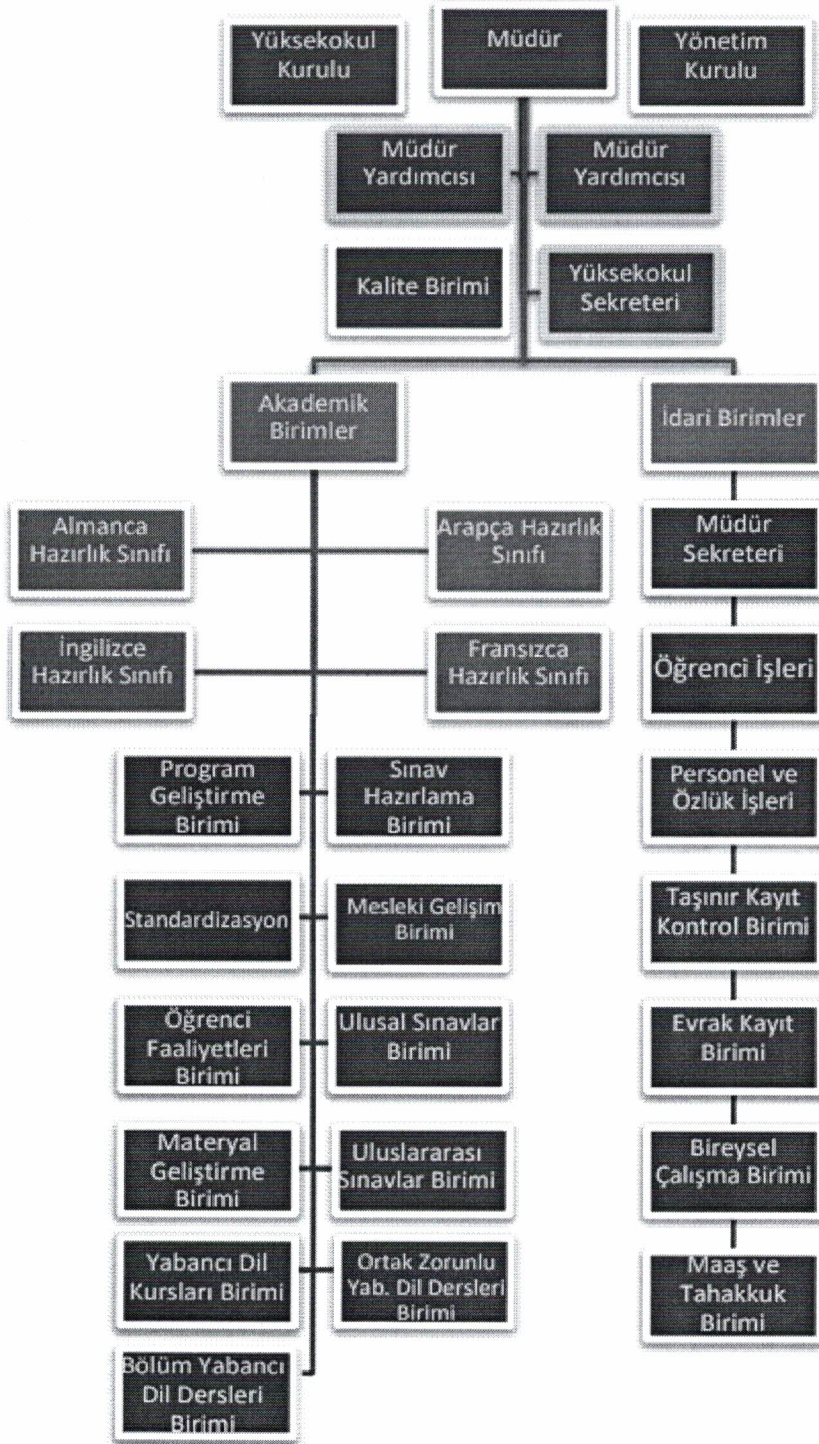 Yüksekokul
Kurulu
Müdür
Yönetim
Kurulu
Müdür
Yardımcısı
Müdür
Yardımcısı
Kalite Birimi
Yüksekokul
Sekreteri
Akademik
Birimler
İdari Birimler
Almanca
Hazırlık Sınıfı
Arapça Hazırlık
Sınıfı
Müdür
Sekreteri
İngilizce
Hazırlık Sınıfı
Fransızca
Hazırlık Sınıfı
Öğrenci İşleri
Program
Geliştirme
Birimi
Sınav
Hazırlama
Birimi
Personel ve
Özlük İşleri
Standardizasyon
Mesleki Gelişim
Birimi
Taşınır Kayıt
Kontrol Birimi
Öğrenci
Faaliyetleri
Birimi
Ulusal Sınavlar
Birimi
Evrak Kayıt
Birimi
Materyal
Geliştirme
Birimi
Uluslararası
Sınavlar Birimi
Bireysel
Çalışma Birimi
Yabancı Dil
Kursları Birimi
Ortak Zorunlu
Yab. Dil Dersleri
Birimi
Maaş ve
Tahakkuk
Birimi
Bölüm Yabancı
Dil Dersleri
Birimi